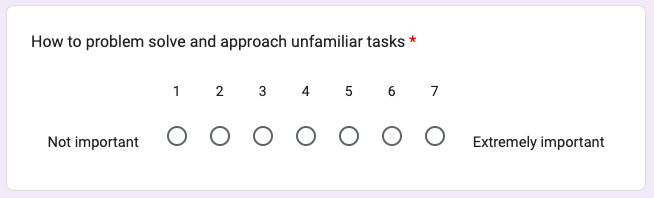 How to problem solve and approach unfamiliar tasks *
1 2 3 4 5 6 7
Not important Extremely important